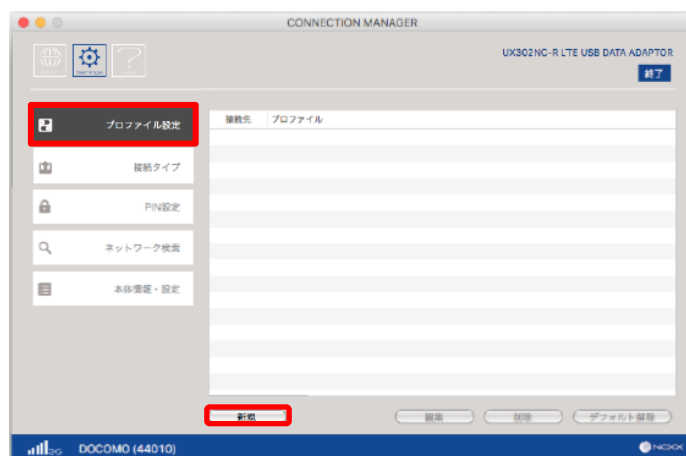 CONNECTION MANAGER
UX302NC-R LTE USB DATA ADAPTOR
終了
プロファイル設定
接続先 プロファイル
接続タイプ
PIN設定
ネットワーク検索
本体情報・設定
新規 編集 削除 デフォルト解除
3G DOCOMO (44010)